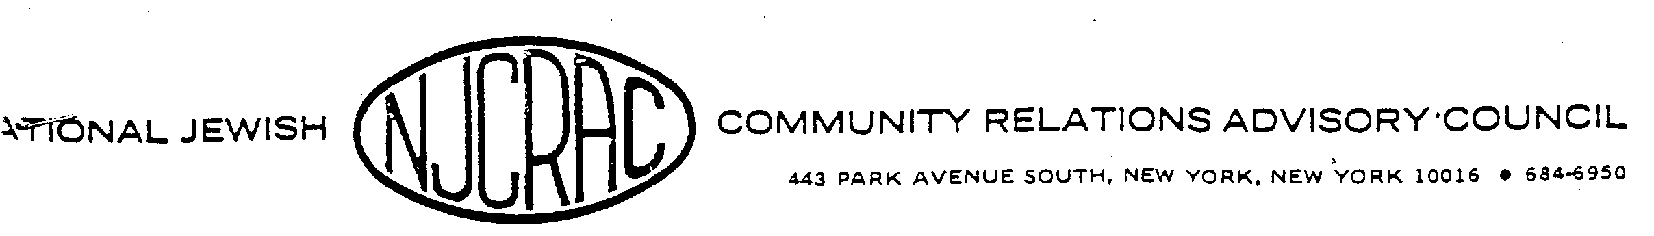 ATIONAL JEWISH NJCRAC COMMUNITY RELATIONS ADVISORY COUNCIL
443 PARK AVENUE SOUTH, NEW YORK, NEW YORK 10016 • 684-6950